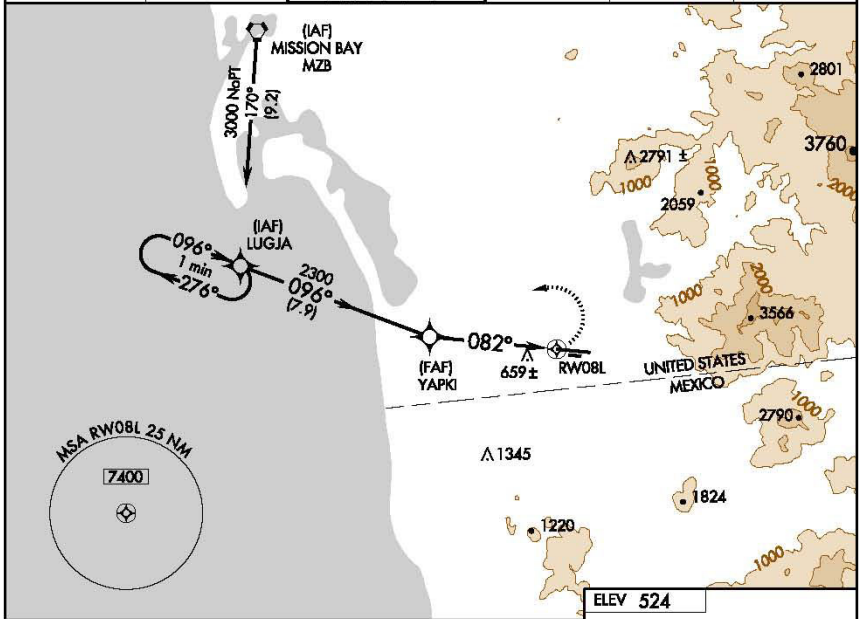 (IAF)
MISSION BAY
MZB
2801
3000 NoPT
170°
(9.2)
3760
2791 ±
1000
1000
2000
2059
(IAF)
LUGJA
096°
1 min
276°
2300
096°
(7.9)
2000
1000
3566
082°
(FAF)
YAPKI
659±
RW08L
UNITED STATES
MEXICO
1000
2790
MSA RW08L 25 NM
7400
1345
1824
1220
1000
ELEV 524